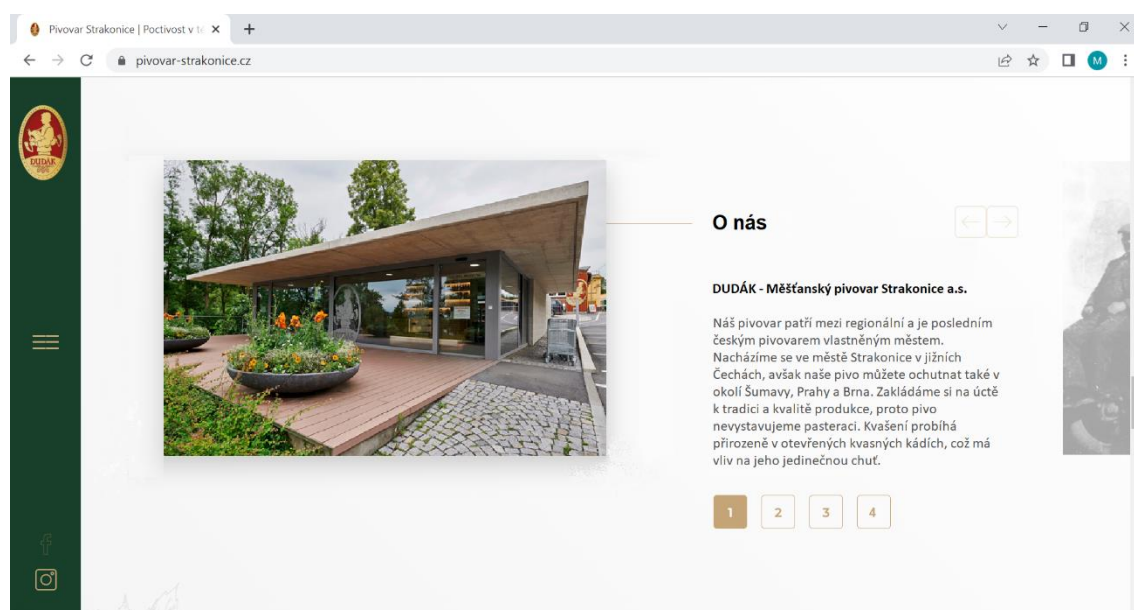 Pivovar Strakonice | Poctivost v té
pivovar-strakonice.cz
M
DUDÁK
O nás
DUDÁK - Měšťanský pivovar Strakonice a.s.
Náš pivovar patří mezi regionální a je posledním
českým pivovarem vlastněným městem.
Nacházíme se ve městě Strakonice v jižních
Čechách, avšak naše pivo můžete ochutnat také v
okolí Šumavy, Prahy a Brna. Zakládáme si na úctě
k tradici a kvalitě produkce, proto pivo
nevystavujeme pasteraci. Kvašení probíhá
přirozeně v otevřených kvasných kádích, což má
vliv na jeho jedinečnou chuť.
1 2 3 4